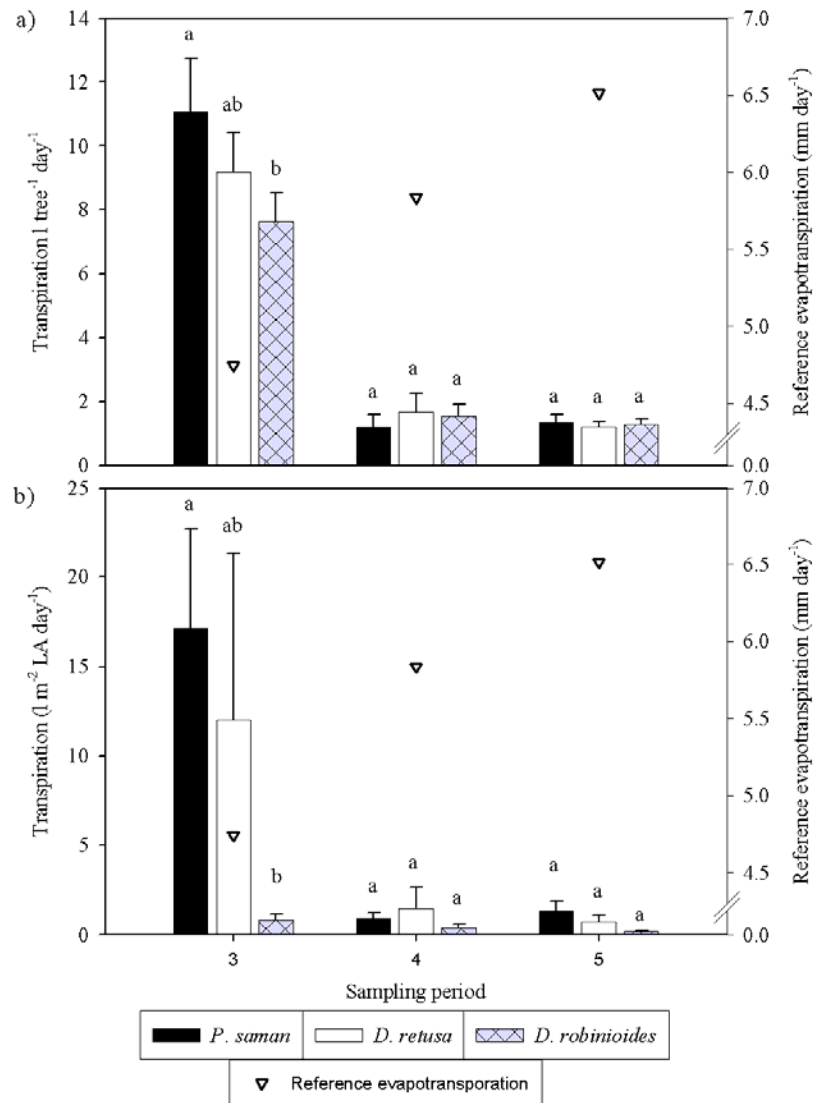 a)
14
12
10
8
6
4
2
0
Transpiration l tree⁻¹ day⁻¹
a
ab
b
a
a
a
a
a
a
7.0
6.5
6.0
5.5
5.0
4.5
0.0
Reference evapotranspiration (mm day⁻¹)
b)
25
20
15
10
5
0
Transpiration (l m⁻² LA day⁻¹)
a
ab
b
a
a
a
a
a
a
7.0
6.5
6.0
5.5
5.0
4.5
0.0
Reference evapotranspiration (mm day⁻¹)
3 4 5
Sampling period
P. saman D. retusa D. robinioides
Reference evapotransporation